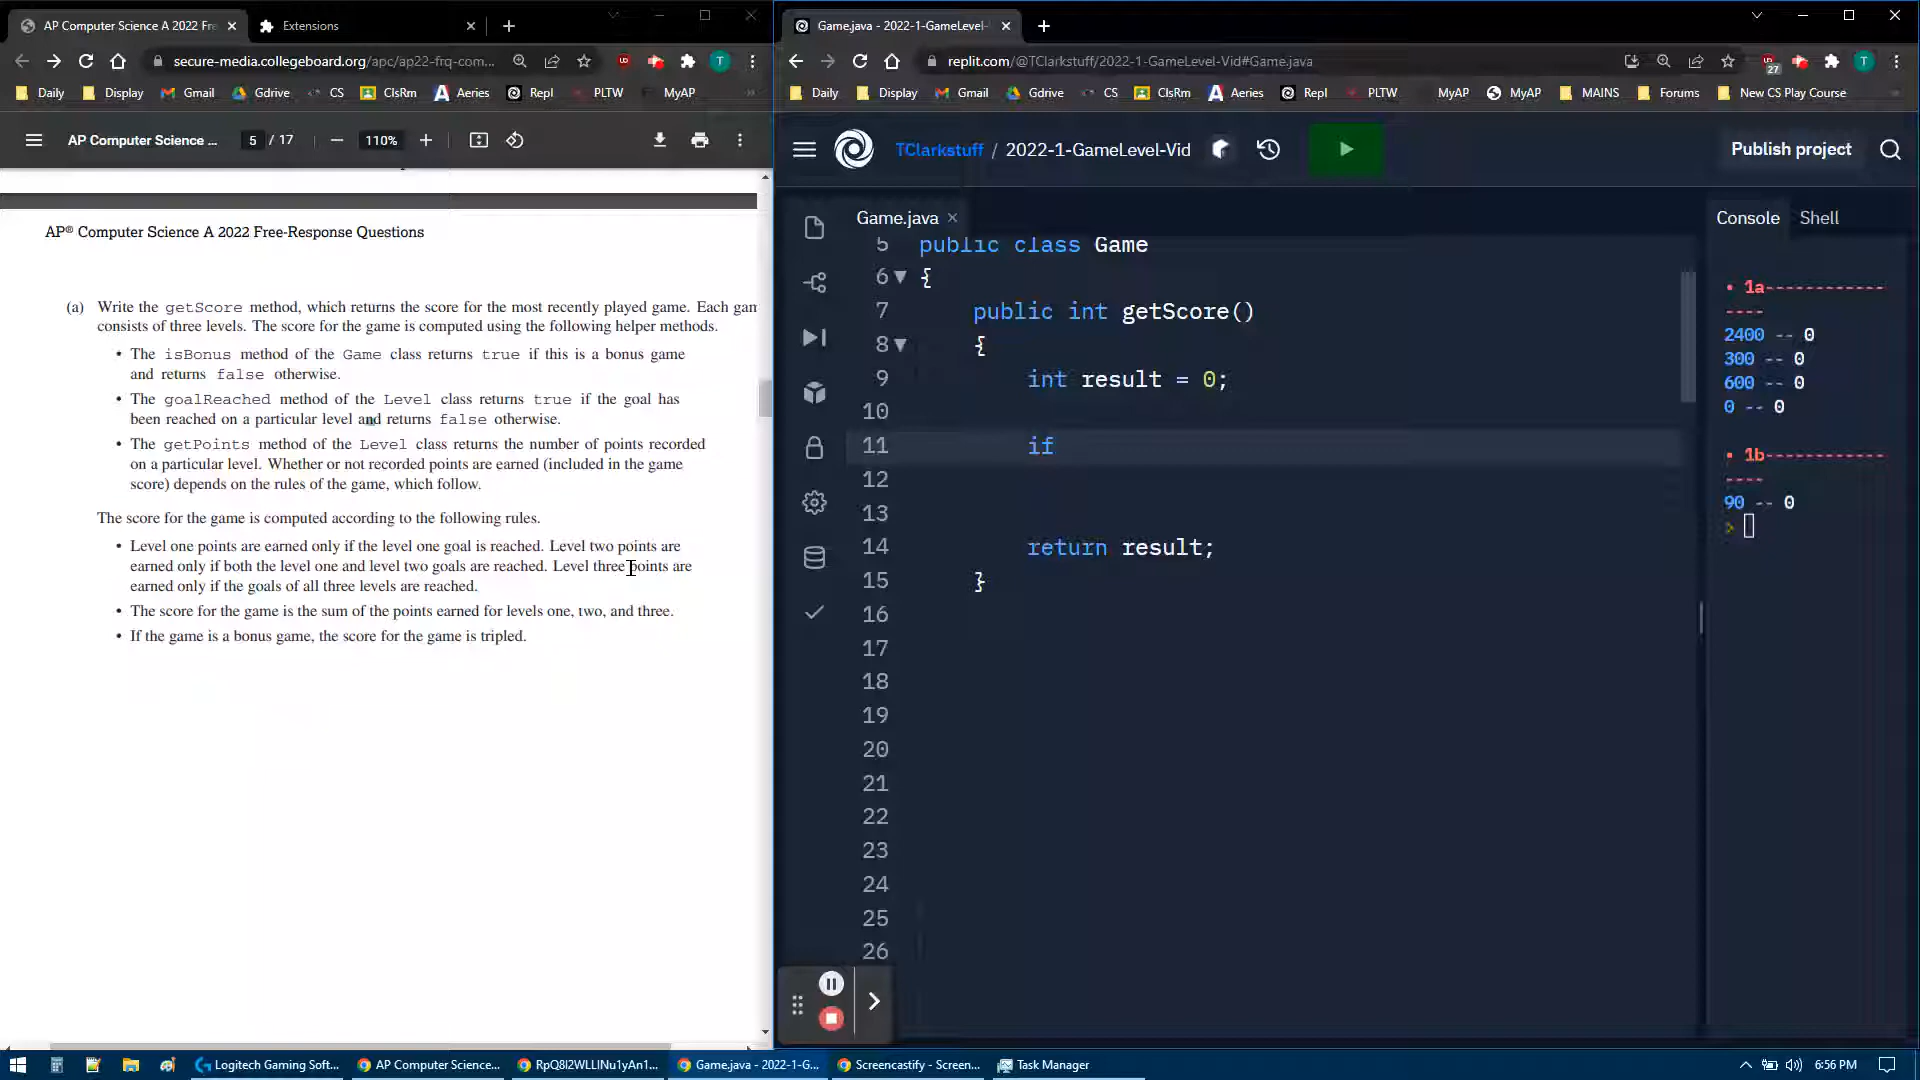 AP Computer Science A 2022 Fre
Extensions
secure-media.collegeboard.org/apc/ap22-frq-com...
T
Daily
Display
Gmail
Gdrive
CS
ClsRm
Aeries
Repl
PLTW
MyAP
AP Computer Science ...
5 / 17
110%
AP® Computer Science A 2022 Free-Response Questions
(a) Write the getScore method, which returns the score for the most recently played game. Each gam
consists of three levels. The score for the game is computed using the following helper methods.
• The isBonus method of the Game class returns true if this is a bonus game
and returns false otherwise.
• The goalReached method of the Level class returns true if the goal has
been reached on a particular level and returns false otherwise.
• The getPoints method of the Level class returns the number of points recorded
on a particular level. Whether or not recorded points are earned (included in the game
score) depends on the rules of the game, which follow.
The score for the game is computed according to the following rules.
• Level one points are earned only if the level one goal is reached. Level two points are
earned only if both the level one and level two goals are reached. Level three points are
earned only if the goals of all three levels are reached.
• The score for the game is the sum of the points earned for levels one, two, and three.
• If the game is a bonus game, the score for the game is tripled.
Game.java - 2022-1-GameLevel-
replit.com/@TClarkstuff/2022-1-GameLevel-Vid#Game.java
27
T
Daily
Display
Gmail
Gdrive
CS
ClsRm
Aeries
Repl
PLTW
MyAP
MyAP
MAINS
Forums
New CS Play Course
TClarkstuff / 2022-1-GameLevel-Vid
Publish project
Game.java
5 public class Game
6 {
7 public int getScore()
8 {
9 int result = 0;
10
11 if
12
13
14 return result;
15 }
16
17
18
19
20
21
22
23
24
25
26
Console
Shell
• 1a-------------
----
2400 -- 0
300 -- 0
600 -- 0
0 -- 0
• 1b-------------
----
90 -- 0
>
Logitech Gaming Soft...
AP Computer Science...
RpQ8I2WLLINu1yAn1...
Game.java - 2022-1-G...
Screencastify - Screen...
Task Manager
6:56 PM